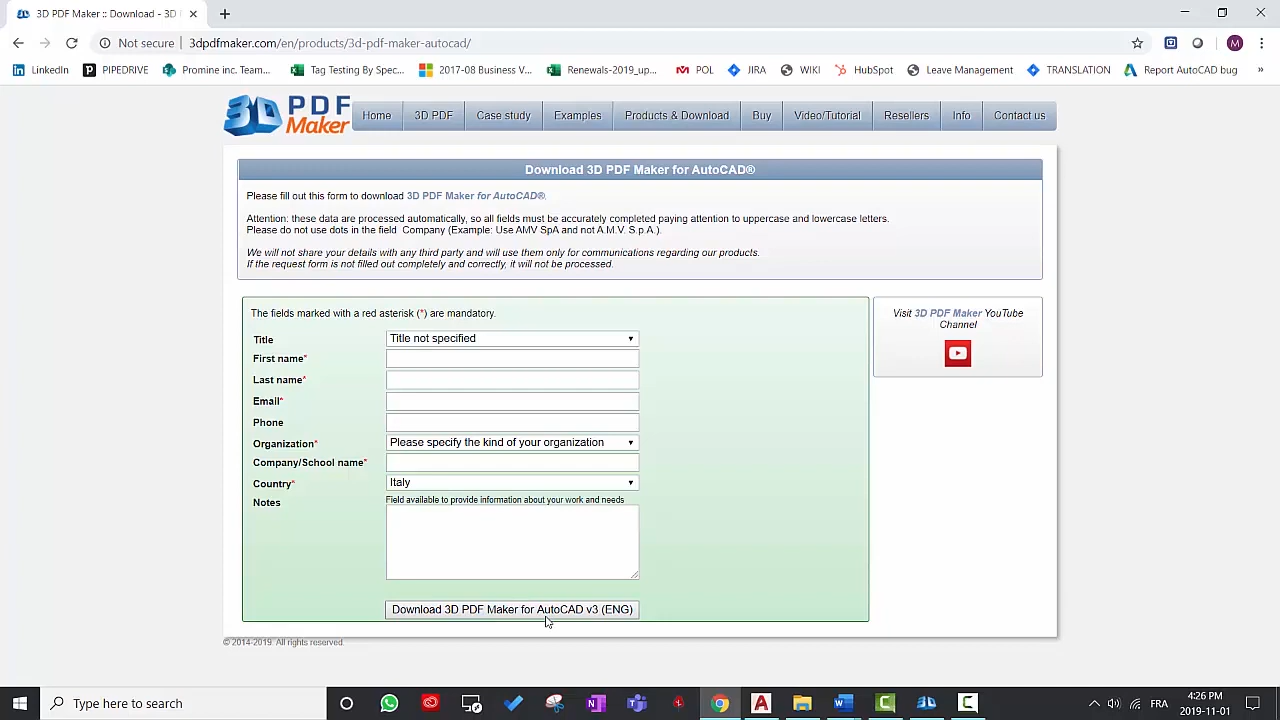 3D PDF Maker :: Download - 3D
Not secure | 3dpdfmaker.com/en/products/3d-pdf-maker-autocad/
M
LinkedIn PIPEDRIVE Promine inc. Team... Tag Testing By Spec... 2017-08 Business V... Renewals-2019_up... POL JIRA WIKI HubSpot Leave Management TRANSLATION Report AutoCAD bug »
3D PDF Maker
Home 3D PDF Case study Examples Products & Download Buy Video/Tutorial Resellers Info
Download 3D PDF Maker for AutoCAD®
Please fill out this form to download 3D PDF Maker for AutoCAD®.
Attention: these data are processed automatically, so all fields must be accurately completed paying attention to uppercase and lowercase letters.
Please do not use dots in the field Company (Example: Use AMV SpA and not A.M.V. S.p.A.).
We will not share your details with any third party and will use them only for communications regarding our products.
If the request form is not filled out completely and correctly, it will not be processed.
The fields marked with a red asterisk (*) are mandatory.
Title Title not specified
First name*
Last name*
Email*
Phone
Organization* Please specify the kind of your organization
Company/School name*
Country* Italy
Notes Field available to provide information about your work and needs
Download 3D PDF Maker for AutoCAD v3 (ENG)
Visit 3D PDF Maker YouTube
Channel
© 2014-2019. All rights reserved.
Type here to search
FRA
4:26 PM
2019-11-01